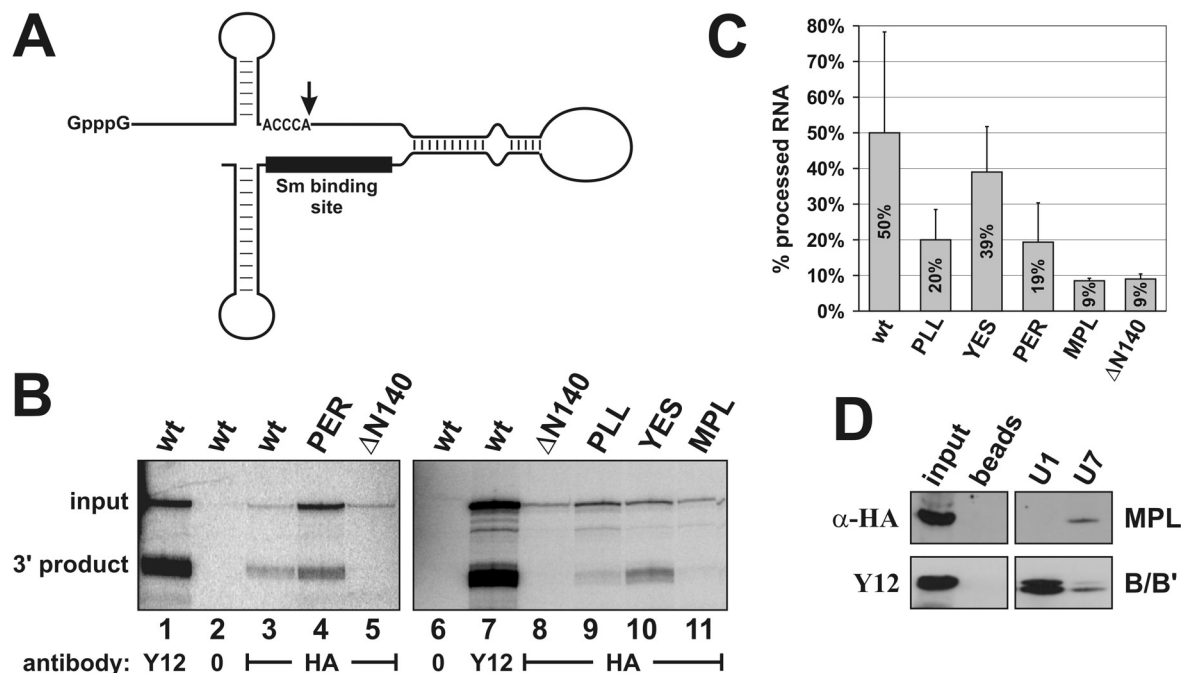 A
GpppG
ACCCA
Sm binding
site
B
wt
wt
wt
PER
ΔN140
wt
wt
ΔN140
PLL
YES
MPL
input
3' product
1 2 3 4 5 6 7 8 9 10 11
antibody: Y12 0 HA 0 Y12 HA
C
% processed RNA
80%
70%
60%
50%
40%
30%
20%
10%
0%
50%
20%
39%
19%
9%
9%
wt
PLL
YES
PER
MPL
ΔN140
D
input
beads
U1
U7
α-HA MPL
Y12 B/B'